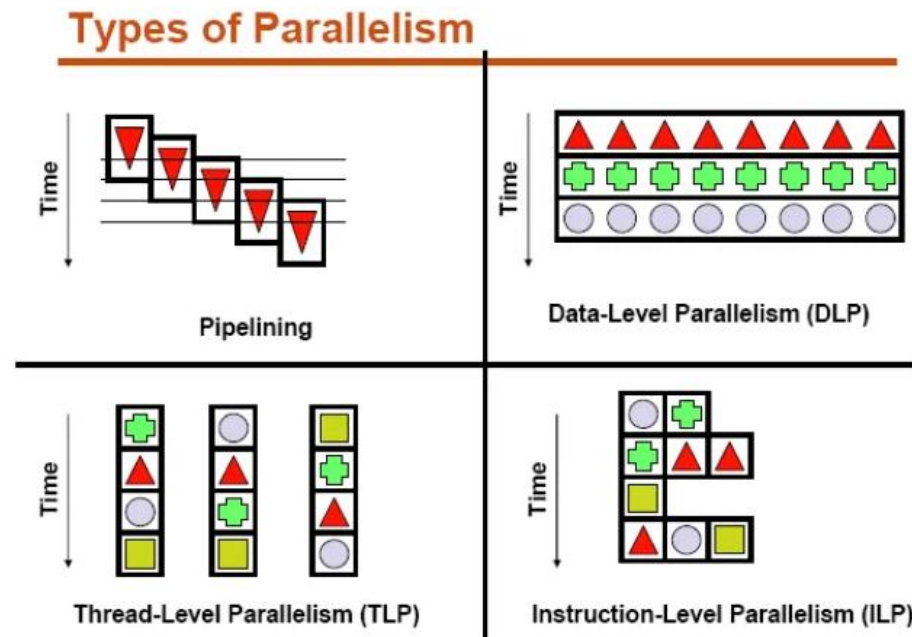 Types of Parallelism
Time
Pipelining
Time
Data-Level Parallelism (DLP)
Time
Thread-Level Parallelism (TLP)
Time
Instruction-Level Parallelism (ILP)